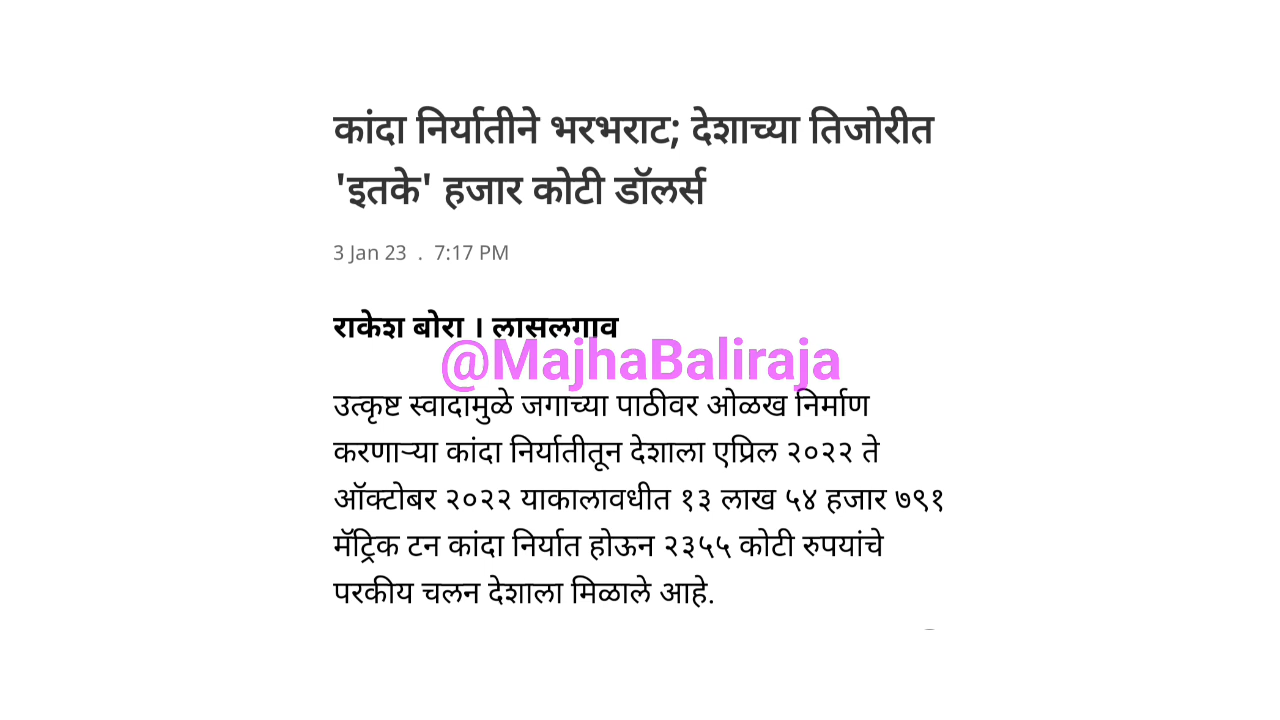 कांदा निर्यातीने भरभराट; देशाच्या तिजोरीत
'इतके' हजार कोटी डॉलर्स
3 Jan 23 . 7:17 PM
राकेश बोरा । लासलगाव
@MajhaBaliraja
उत्कृष्ट स्वादामुळे जगाच्या पाठीवर ओळख निर्माण
करणाऱ्या कांदा निर्यातीतून देशाला एप्रिल २०२२ ते
ऑक्टोबर २०२२ याकालावधीत १३ लाख ५४ हजार ७९१
मॅट्रिक टन कांदा निर्यात होऊन २३५५ कोटी रुपयांचे
परकीय चलन देशाला मिळाले आहे.